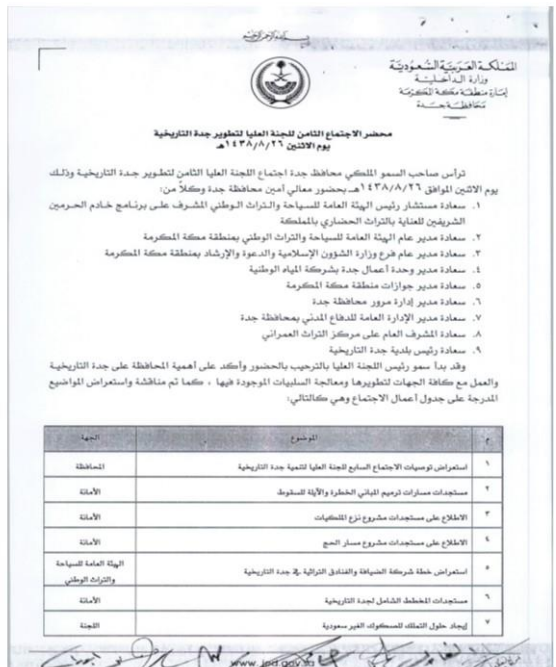 بسم الله الرحمن الرحيم
المملكة العربية السعودية
وزارة الداخلية
إمارة منطقة مكة المكرمة
محافظة جدة
محضر الاجتماع الثامن للجنة العليا لتطوير جدة التاريخية
يوم الاثنين ١٤٣٨/٨/٢٦هـ
ترأس صاحب السمو الملكي محافظ جدة اجتماع اللجنة العليا الثامن لتطوير جدة التاريخية وذلك
يوم الاثنين الموافق ١٤٣٨/٨/٢٦هـ بحضور معالي أمين محافظة جدة وكلاً من:
١. سعادة مستشار رئيس الهيئة العامة للسياحة والتراث الوطني المشرف على برنامج خادم الحرمين
الشريفين للعناية بالتراث الحضاري بالمملكة
٢. سعادة مدير عام الهيئة العامة للسياحة والتراث الوطني بمنطقة مكة المكرمة
٣. سعادة مدير عام فرع وزارة الشؤون الإسلامية والدعوة والإرشاد بمنطقة مكة المكرمة
٤. سعادة مدير وحدة أعمال جدة بشركة المياه الوطنية
٥. سعادة مدير جوازات منطقة مكة المكرمة
٦. سعادة مدير إدارة مرور محافظة جدة
٧. سعادة مدير الإدارة العامة للدفاع المدني بمحافظة جدة
٨. سعادة المشرف العام على مركز التراث العمراني
٩. سعادة رئيس بلدية جدة التاريخية
وقد بدأ سمو رئيس اللجنة العليا بالترحيب بالحضور وأكد على أهمية المحافظة على جدة التاريخية
والعمل مع كافة الجهات لتطويرها ومعالجة السلبيات الموجودة فيها ، كما تم مناقشة واستعراض المواضيع
المدرجة على جدول أعمال الاجتماع وهي كالتالي:
م الموضوع الجهة
١ استعراض توصيات الاجتماع السابع للجنة العليا لتنمية جدة التاريخية المحافظة
٢ مستجدات مسارات ترميم المباني الخطرة والآيلة للسقوط الأمانة
٣ الاطلاع على مستجدات مشروع نزع الملكيات الأمانة
٤ الاطلاع على مستجدات مشروع مسار الحج الأمانة
٥ استعراض خطة شركة الضيافة والفنادق التراثية في جدة التاريخية الهيئة العامة للسياحة
والتراث الوطني
٦ مستجدات المخطط الشامل لجدة التاريخية الأمانة
٧ إيجاد حلول التملك للصكوك الغير سعودية اللجنة